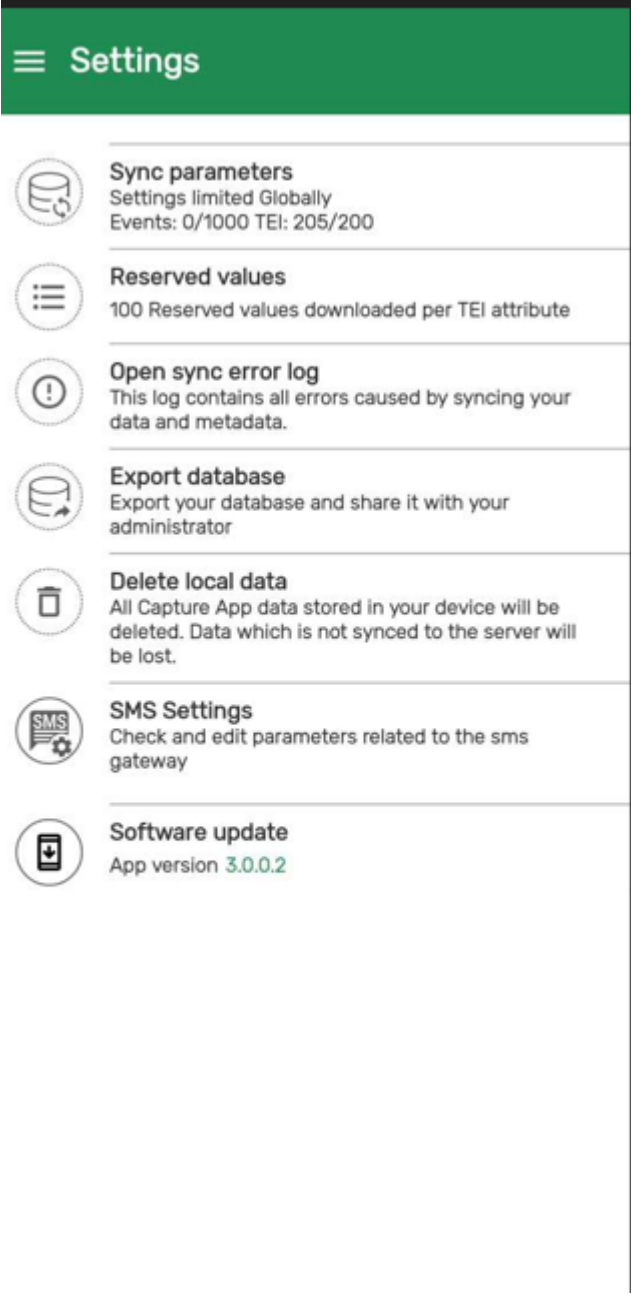 Settings
Sync parameters
Settings limited Globally
Events: 0/1000 TEI: 205/200
Reserved values
100 Reserved values downloaded per TEI attribute
Open sync error log
This log contains all errors caused by syncing your
data and metadata.
Export database
Export your database and share it with your
administrator
Delete local data
All Capture App data stored in your device will be
deleted. Data which is not synced to the server will
be lost.
SMS
SMS Settings
Check and edit parameters related to the sms
gateway
Software update
App version 3.0.0.2